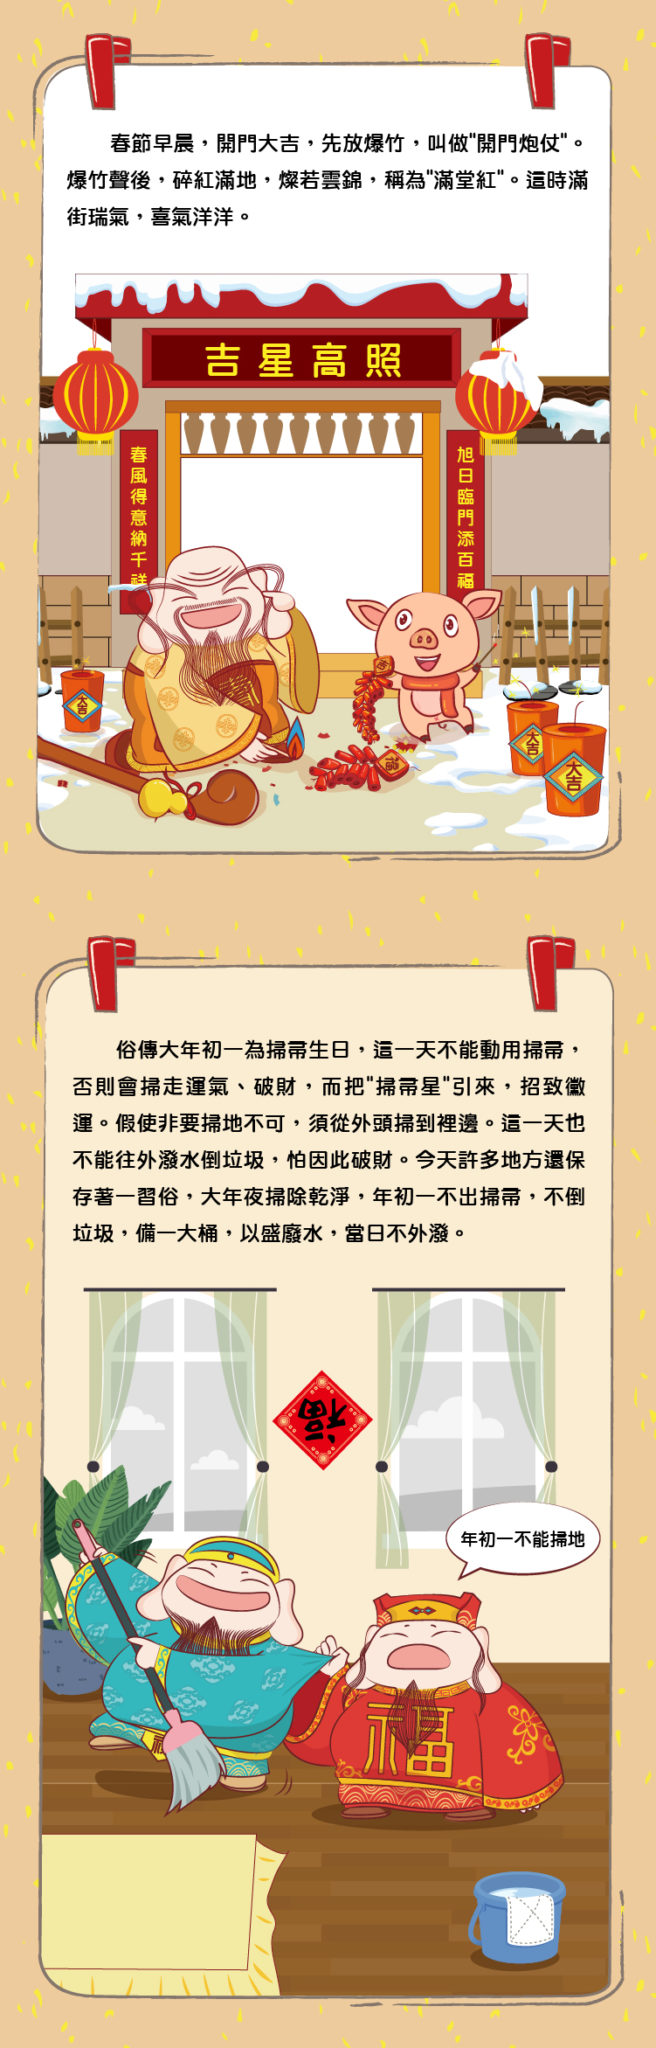 春節早晨，開門大吉，先放爆竹，叫做"開門炮仗"。
爆竹聲後，碎紅滿地，燦若雲錦，稱為"滿堂紅"。這時滿
街瑞氣，喜氣洋洋。
吉星高照
春風得意納千祥
旭日臨門添百福
大吉
吉
福
大吉
大吉
俗傳大年初一為掃帚生日，這一天不能動用掃帚，
否則會掃走運氣、破財，而把"掃帚星"引來，招致黴
運。假使非要掃地不可，須從外頭掃到裡邊。這一天也
不能往外潑水倒垃圾，怕因此破財。今天許多地方還保
存著一習俗，大年夜掃除乾淨，年初一不出掃帚，不倒
垃圾，備一大桶，以盛廢水，當日不外潑。
福
年初一不能掃地
福